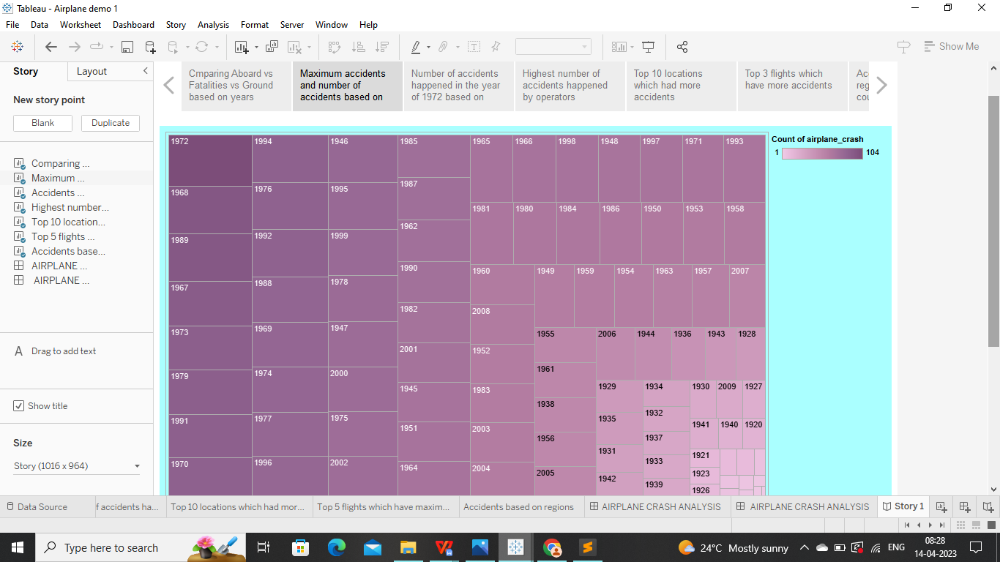 Tableau - Airplane demo 1
File Data Worksheet Dashboard Story Analysis Format Server Window Help
Show Me
Story
Layout
New story point
Blank
Duplicate
Comparing ...
Maximum ...
Accidents ...
Highest number...
Top 10 location...
Top 5 flights ...
Accidents base...
AIRPLANE ...
AIRPLANE ...
A Drag to add text
Show title
Size
Story (1016 x 964)
Cmparing Aboard vs
Fatalities vs Ground
based on years
Maximum accidents
and number of
accidents based on
Number of accidents
happened in the year
of 1972 based on
Highest number of
accidents happened
by operators
Top 10 locations
which had more
accidents
Top 3 flights which
have more accidents
Ac
reg
cou
1972
1968
1989
1967
1973
1979
1991
1970
1994
1976
1992
1988
1969
1974
1977
1996
1946
1995
1999
1978
1947
2000
1975
2002
1985
1987
1962
1990
1982
2001
1945
1951
1964
1965 1966 1998 1948 1997 1971 1993
1981 1980 1984 1986 1950 1953 1958
1960
2008
1952
1983
2003
2004
1949 1959 1954 1963 1957 2007
1955
1961
1938
1956
2005
2006 1944 1936 1943 1928
1929
1935
1931
1942
1934
1932
1937
1933
1939
1930 2009 1927
1941 1940 1920
1921
1923
1926
Count of airplane_crash
1 104
Data Source
f accidents ha...
Top 10 locations which had mor...
Top 5 flights which have maxim...
Accidents based on regions
AIRPLANE CRASH ANALYSIS
AIRPLANE CRASH ANALYSIS
Story 1
Type here to search
24°C Mostly sunny
ENG
08:28
14-04-2023